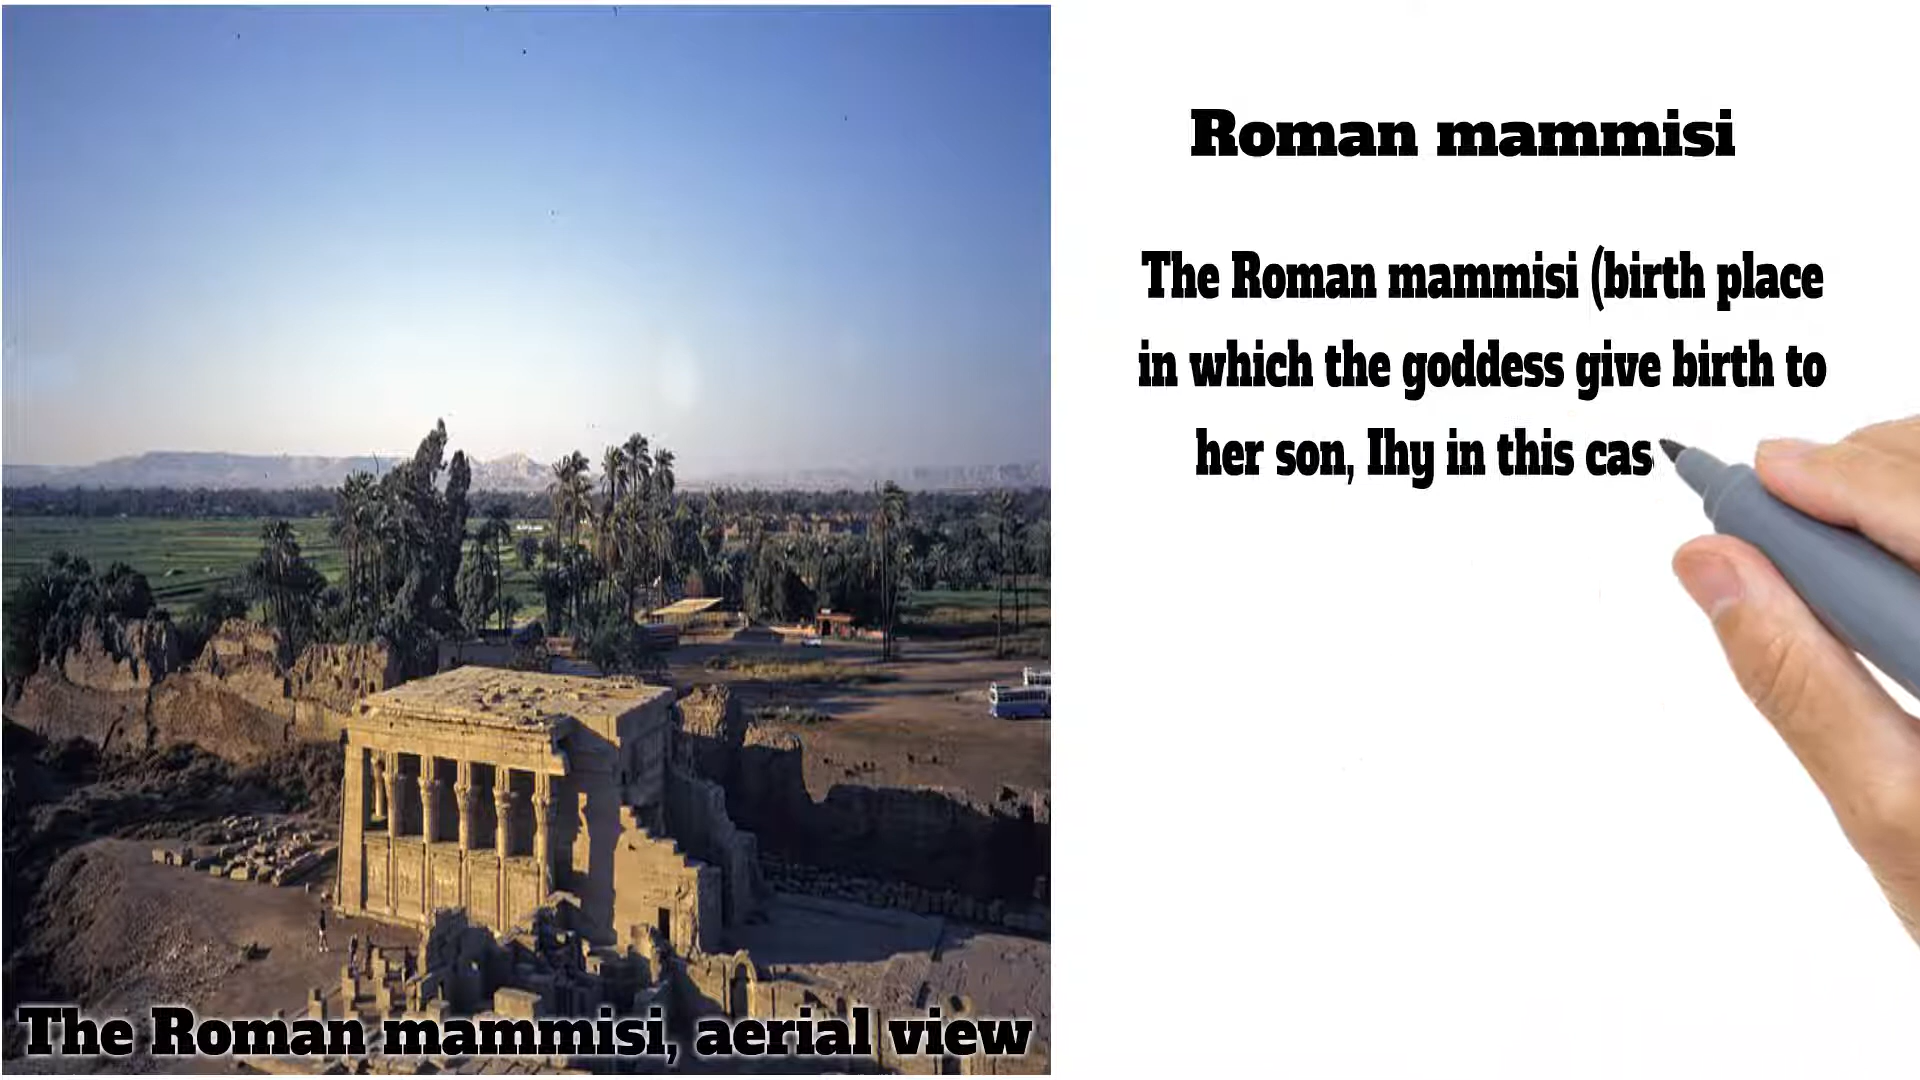 Roman mammisi
The Roman mammisi (birth place
in which the goddess give birth to
her son, Ihy in this cas
The Roman mammisi, aerial view